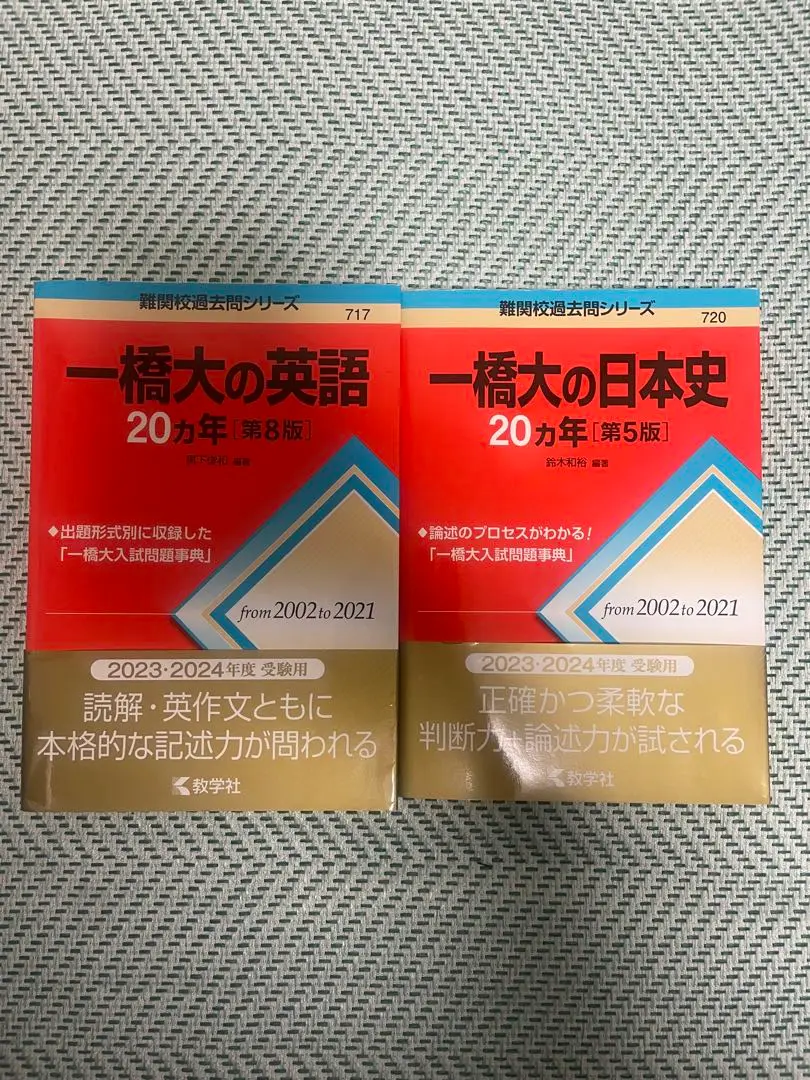 難関校過去問シリーズ
717
一橋大の英語
20ヵ年[第8版]
編著
◆出題形式別に収録した
「一橋大入試問題事典」
from 2002 to 2021
2023・2024年度 受験用
読解・英作文ともに
本格的な記述力が問われる
教学社
難関校過去問シリーズ
720
一橋大の日本史
20ヵ年[第5版]
鈴木和裕 編著
◆論述のプロセスがわかる!
「一橋大入試問題事典」
from 2002 to 2021
2023・2024年度 受験用
正確かつ柔軟な
判断力+論述力が試される
教学社